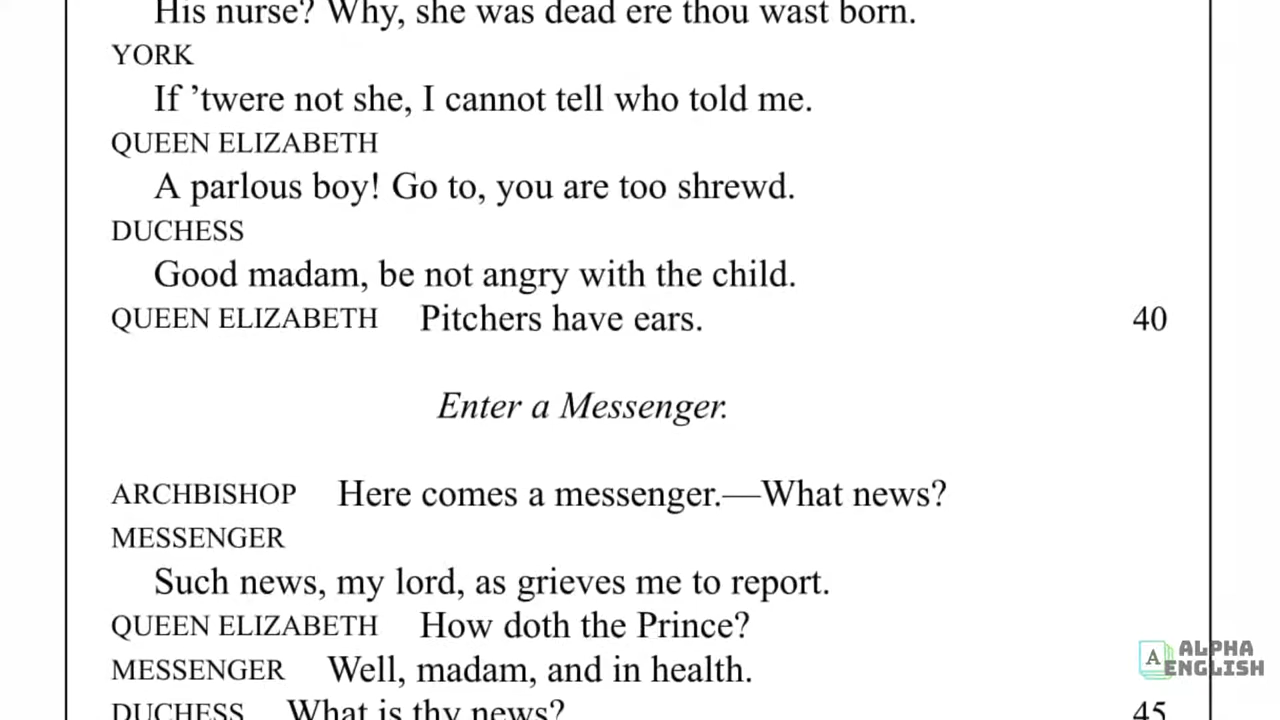 His nurse? Why, she was dead ere thou wast born.
YORK
If ’twere not she, I cannot tell who told me.
QUEEN ELIZABETH
A parlous boy! Go to, you are too shrewd.
DUCHESS
Good madam, be not angry with the child.
QUEEN ELIZABETH Pitchers have ears. 40
Enter a Messenger.
ARCHBISHOP Here comes a messenger.—What news?
MESSENGER
Such news, my lord, as grieves me to report.
QUEEN ELIZABETH How doth the Prince?
MESSENGER Well, madam, and in health.
DUCHESS What is thy news? 45
A ALPHA
ENGLISH